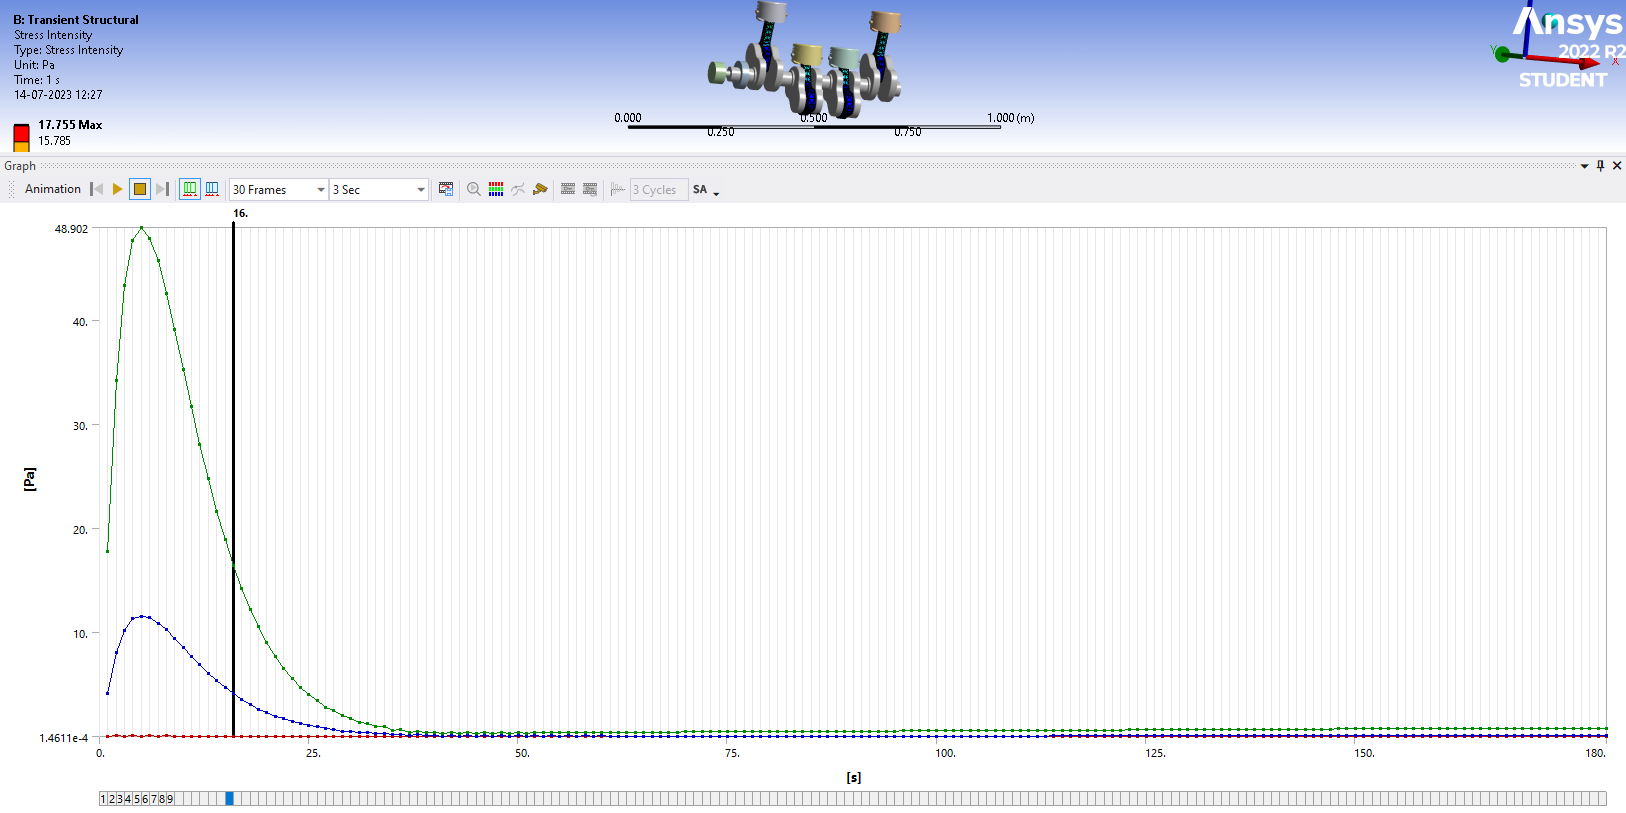 B: Transient Structural
Stress Intensity
Type: Stress Intensity
Unit: Pa
Time: 1 s
14-07-2023 12:27
17.755 Max
15.785
0.000
0.500
1.000 (m)
0.250
0.750
Ansys
2022 R2
STUDENT
Y
X
Graph
Animation
30 Frames
3 Sec
3 Cycles
SA
16.
48.902
40.
30.
20.
10.
1.4611e-4
[Pa]
0.
25.
50.
75.
100.
125.
150.
180.
[s]
1 2 3 4 5 6 7 8 9